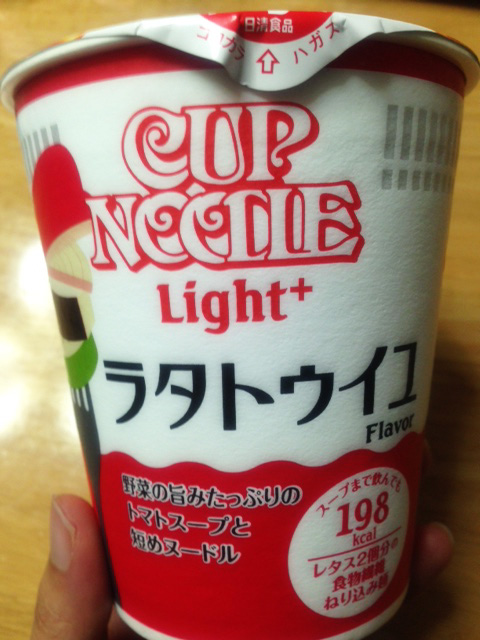 日清食品
ココカラ ハガス
CUP
NOODLE
Light+
ラタトゥイユ
Flavor
野菜の旨みたっぷりの
トマトスープと
短めヌードル
スープまで飲んでも
198
kcal
レタス2個分の
食物繊維
ねり込み麺